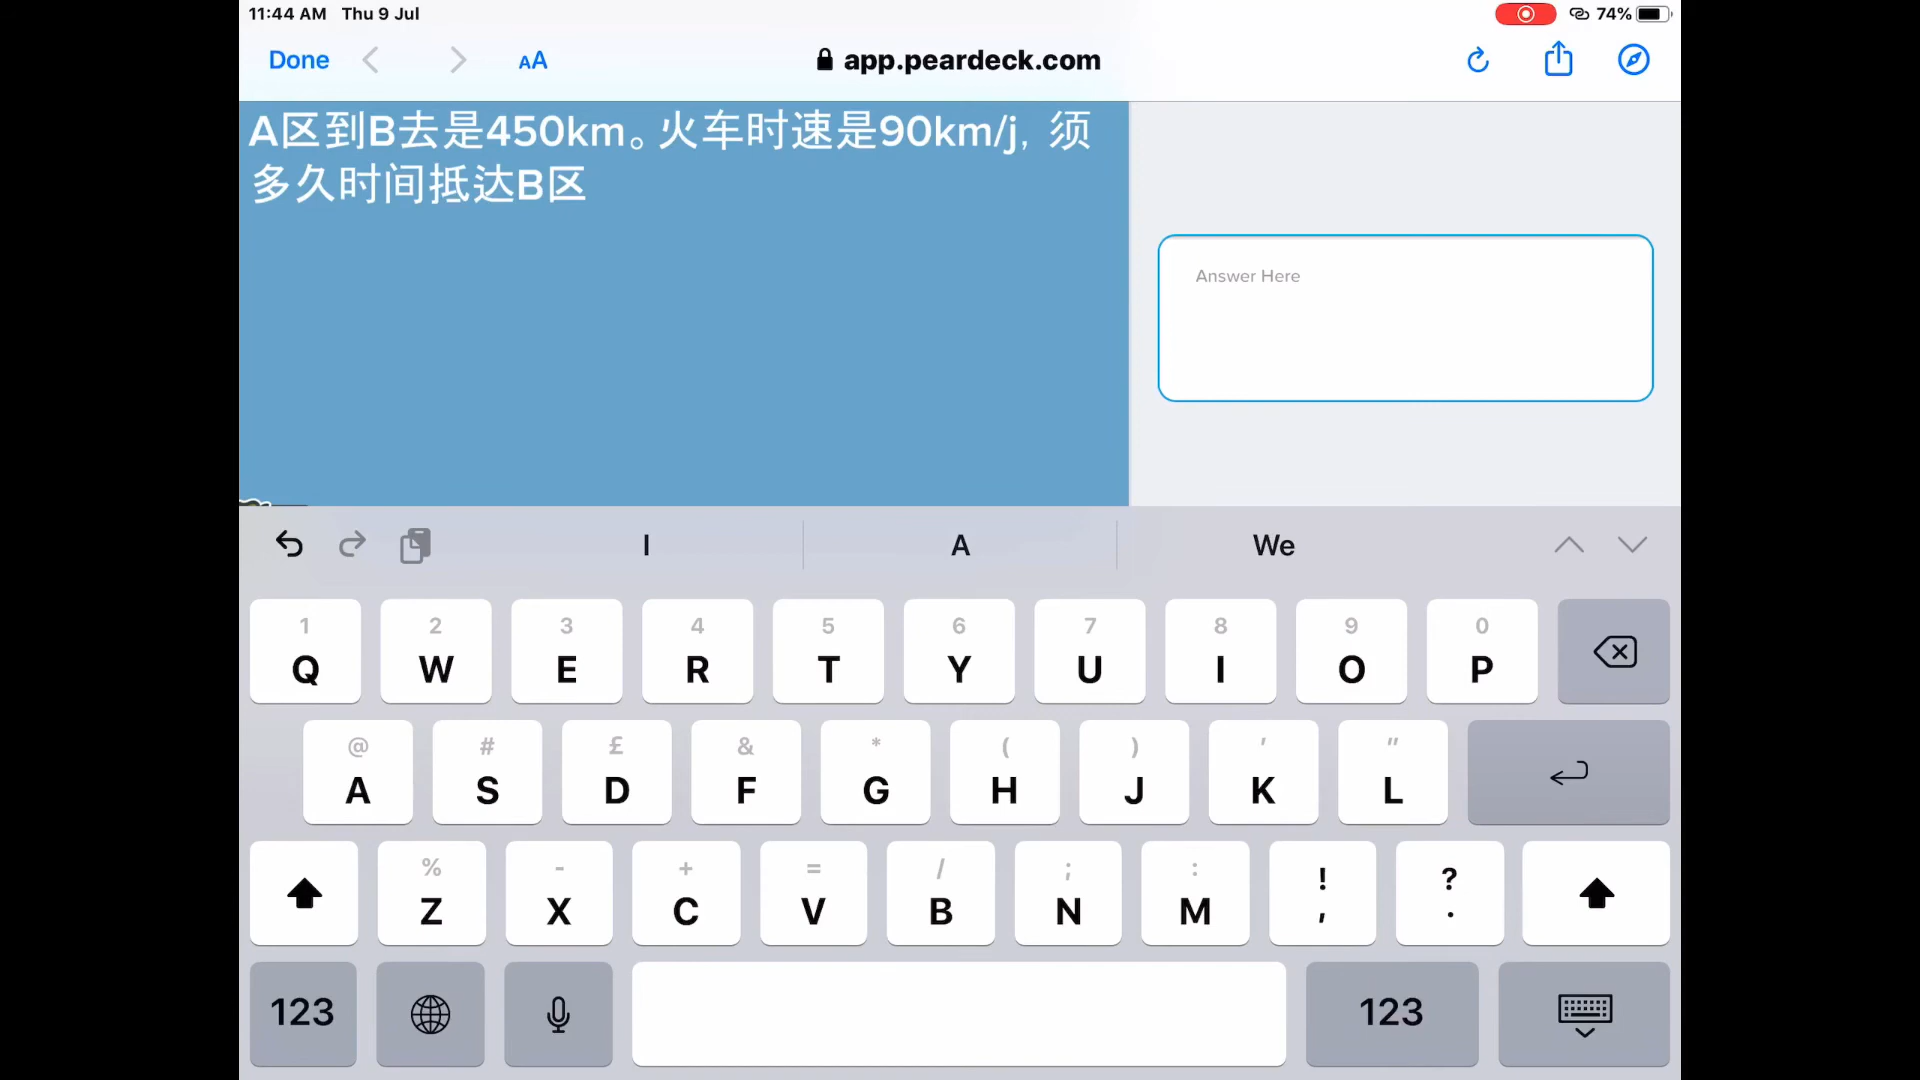 11:44 AM Thu 9 Jul
74%
Done
AA
app.peardeck.com
A区到B去是450km。火车时速是90km/j, 须
多久时间抵达B区
Answer Here
I A We
1 2 3 4 5 6 7 8 9 0
Q W E R T Y U I O P
@ # £ & * ( ) ' "
A S D F G H J K L
% - + = / ; : ! ?
Z X C V B N M , .
123 123